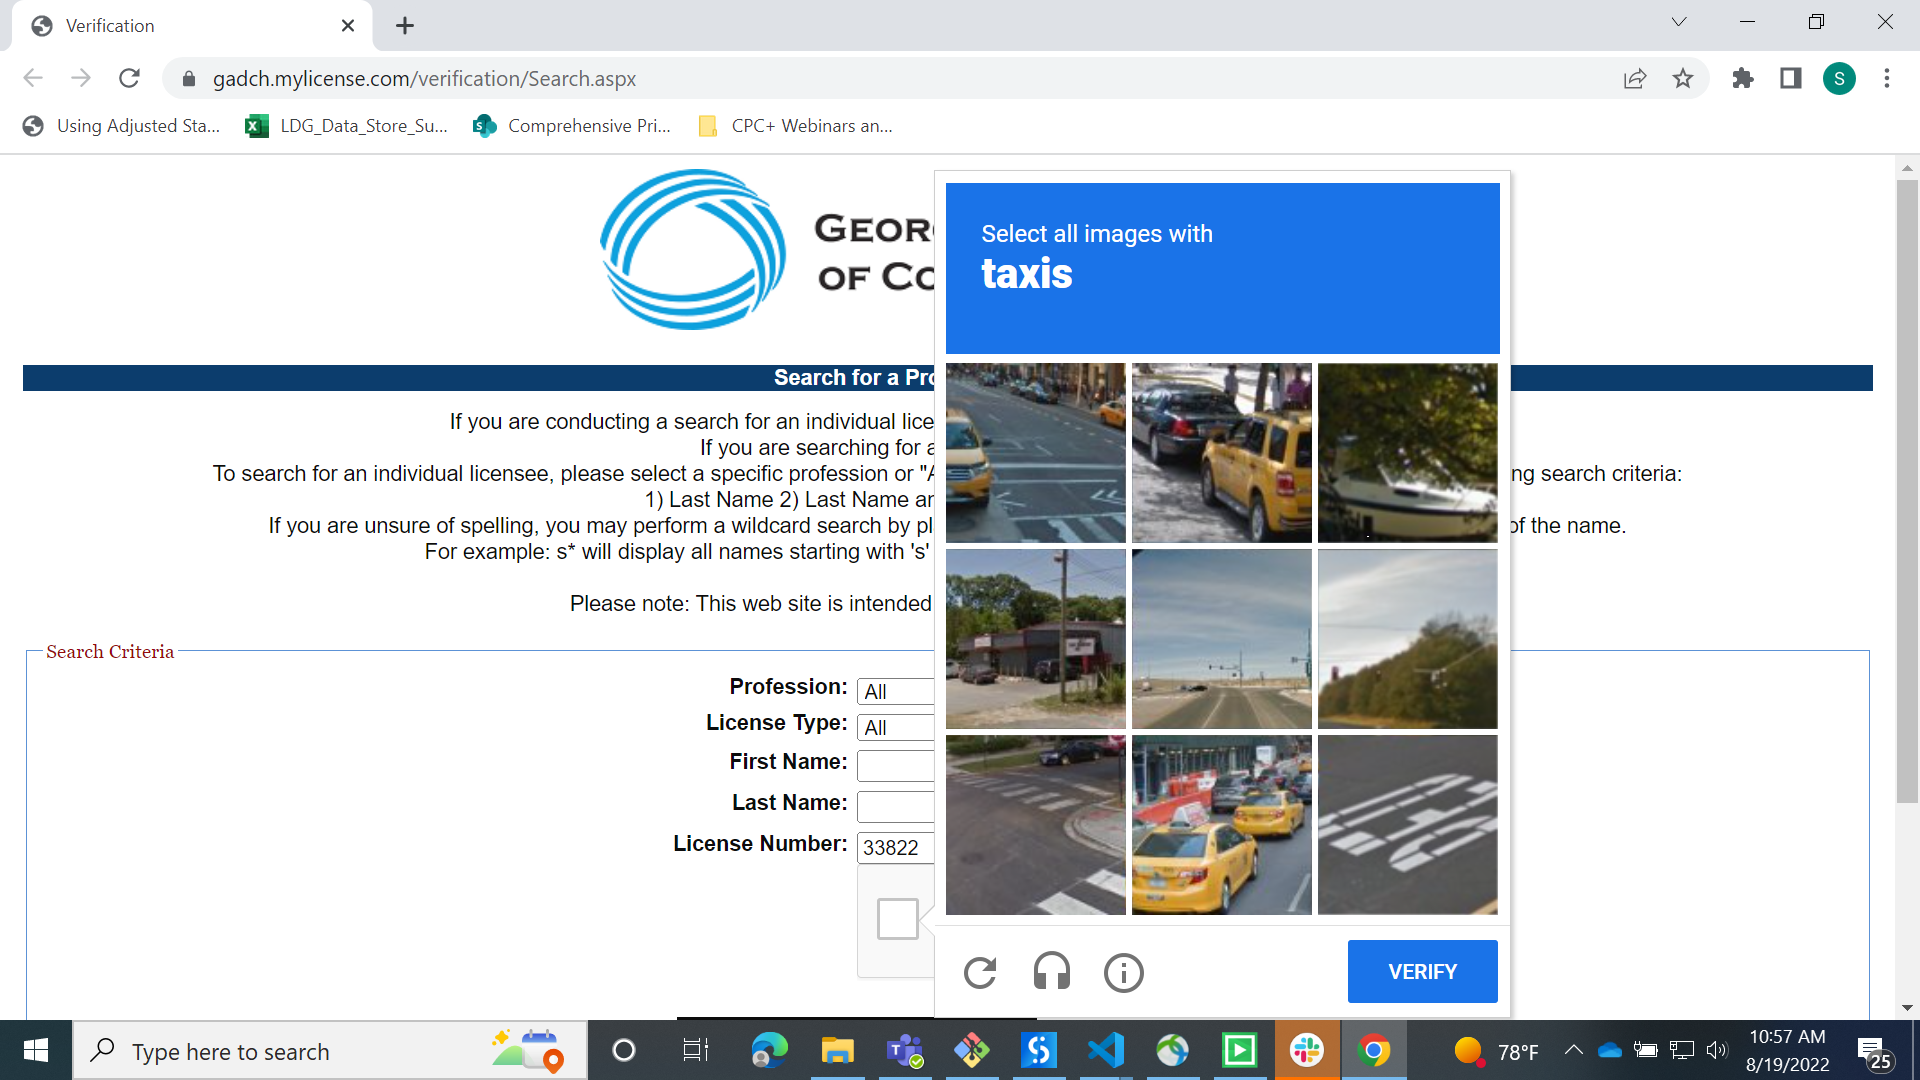 Verification
gadch.mylicense.com/verification/Search.aspx
S
Using Adjusted Sta...
LDG_Data_Store_Su...
Comprehensive Pri...
CPC+ Webinars an...
GEOR
OF CO
Select all images with
taxis
Search for a Pro
If you are conducting a search for an individual lice
If you are searching for a
To search for an individual licensee, please select a specific profession or "A
ng search criteria:
1) Last Name 2) Last Name an
If you are unsure of spelling, you may perform a wildcard search by pl
of the name.
For example: s* will display all names starting with 's'
Please note: This web site is intended
Search Criteria
Profession:
All
License Type:
All
First Name:
Last Name:
License Number:
33822
VERIFY
Type here to search
78°F
10:57 AM
8/19/2022
25